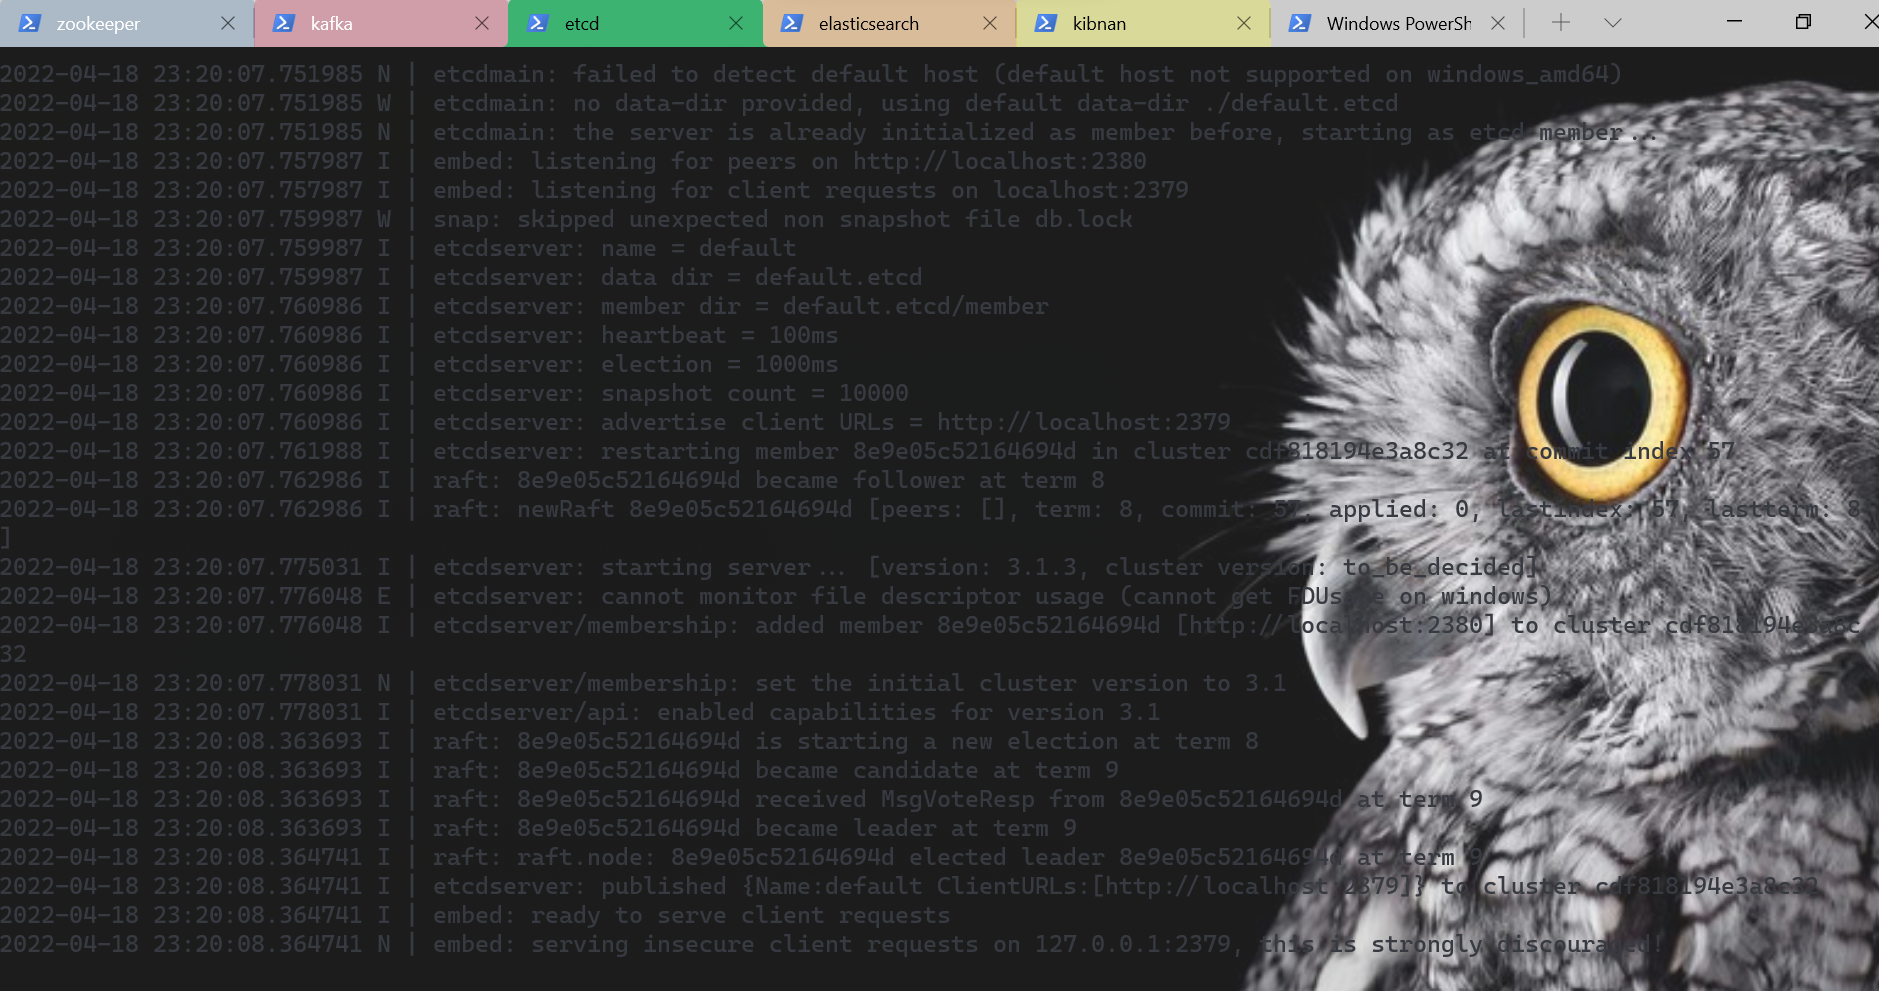 zookeeper
kafka
etcd
elasticsearch
kibnan
Windows PowerSh
2022-04-18 23:20:07.751985 N | etcdmain: failed to detect default host (default host not supported on windows_amd64)
2022-04-18 23:20:07.751985 W | etcdmain: no data-dir provided, using default data-dir ./default.etcd
2022-04-18 23:20:07.751985 N | etcdmain: the server is already initialized as member before, starting as etcd member...
2022-04-18 23:20:07.757987 I | embed: listening for peers on http://localhost:2380
2022-04-18 23:20:07.757987 I | embed: listening for client requests on localhost:2379
2022-04-18 23:20:07.759987 W | snap: skipped unexpected non snapshot file db.lock
2022-04-18 23:20:07.759987 I | etcdserver: name = default
2022-04-18 23:20:07.759987 I | etcdserver: data dir = default.etcd
2022-04-18 23:20:07.760986 I | etcdserver: member dir = default.etcd/member
2022-04-18 23:20:07.760986 I | etcdserver: heartbeat = 100ms
2022-04-18 23:20:07.760986 I | etcdserver: election = 1000ms
2022-04-18 23:20:07.760986 I | etcdserver: snapshot count = 10000
2022-04-18 23:20:07.760986 I | etcdserver: advertise client URLs = http://localhost:2379
2022-04-18 23:20:07.761988 I | etcdserver: restarting member 8e9e05c52164694d in cluster cdf818194e3a8c32 at commit index 57
2022-04-18 23:20:07.762986 I | raft: 8e9e05c52164694d became follower at term 8
2022-04-18 23:20:07.762986 I | raft: newRaft 8e9e05c52164694d [peers: [], term: 8, commit: 57, applied: 0, lastindex: 57, lastterm: 8
]
2022-04-18 23:20:07.775031 I | etcdserver: starting server... [version: 3.1.3, cluster version: to_be_decided]
2022-04-18 23:20:07.776048 E | etcdserver: cannot monitor file descriptor usage (cannot get FDUsage on windows)
2022-04-18 23:20:07.776048 I | etcdserver/membership: added member 8e9e05c52164694d [http://localhost:2380] to cluster cdf818194e3a8c
32
2022-04-18 23:20:07.778031 N | etcdserver/membership: set the initial cluster version to 3.1
2022-04-18 23:20:07.778031 I | etcdserver/api: enabled capabilities for version 3.1
2022-04-18 23:20:08.363693 I | raft: 8e9e05c52164694d is starting a new election at term 8
2022-04-18 23:20:08.363693 I | raft: 8e9e05c52164694d became candidate at term 9
2022-04-18 23:20:08.363693 I | raft: 8e9e05c52164694d received MsgVoteResp from 8e9e05c52164694d at term 9
2022-04-18 23:20:08.363693 I | raft: 8e9e05c52164694d became leader at term 9
2022-04-18 23:20:08.364741 I | raft: raft.node: 8e9e05c52164694d elected leader 8e9e05c52164694d at term 9
2022-04-18 23:20:08.364741 I | etcdserver: published {Name:default ClientURLs:[http://localhost:2379]} to cluster cdf818194e3a8c32
2022-04-18 23:20:08.364741 I | embed: ready to serve client requests
2022-04-18 23:20:08.364741 N | embed: serving insecure client requests on 127.0.0.1:2379, this is strongly discouraged!